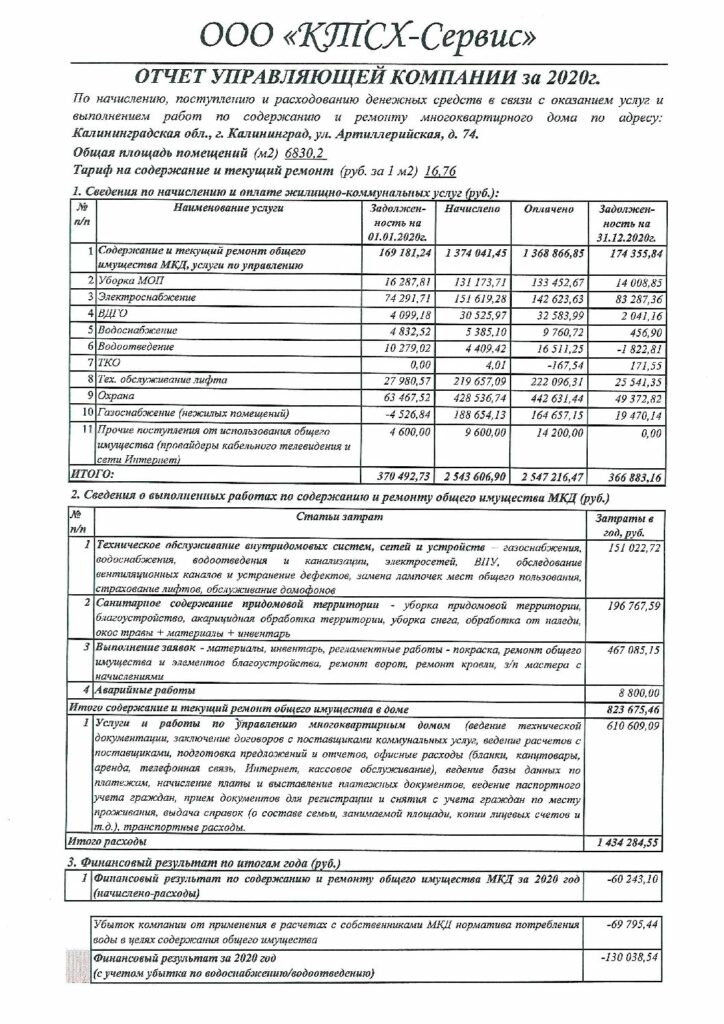 ООО «КТСХ-Сервис»
ОТЧЕТ УПРАВЛЯЮЩЕЙ КОМПАНИИ за 2020г.
По начислению, поступлению и расходованию денежных средств в связи с оказанием услуг и
выполнением работ по содержанию и ремонту многоквартирного дома по адресу:
Калининградская обл., г. Калининград, ул. Артиллерийская, д. 74.
Общая площадь помещений (м2) 6830,2
Тариф на содержание и текущий ремонт (руб. за 1 м2) 16,76
1. Сведения по начислению и оплате жилищно-коммунальных услуг (руб.):
№ п/п Наименование услуги Задолжен-ность на 01.01.2020г. Начислено Оплачено Задолжен-ность на 31.12.2020г.
1 Содержание и текущий ремонт общего имущества МКД, услуги по управлению 169 181,24 1 374 041,45 1 368 866,85 174 355,84
2 Уборка МОП 16 287,81 131 173,71 133 452,67 14 008,85
3 Электроснабжение 74 291,71 151 619,28 142 623,63 83 287,36
4 ВДГО 4 099,18 30 525,97 32 583,99 2 041,16
5 Водоснабжение 4 832,52 5 385,10 9 760,72 456,90
6 Водоотведение 10 279,02 4 409,42 16 511,25 -1 822,81
7 ТКО 0,00 4,01 -167,54 171,55
8 Тех. обслуживание лифта 27 980,57 219 657,09 222 096,31 25 541,35
9 Охрана 63 467,52 428 536,74 442 631,44 49 372,82
10 Газоснабжение (нежилых помещений) -4 526,84 188 654,13 164 657,15 19 470,14
11 Прочие поступления от использования общего имущества (провайдеры кабельного телевидения и сети Интернет) 4 600,00 9 600,00 14 200,00 0,00
ИТОГО: 370 492,73 2 543 606,90 2 547 216,47 366 883,16
2. Сведения о выполненных работах по содержанию и ремонту общего имущества МКД (руб.)
№ п/п Статьи затрат Затраты в год, руб.
1 Техническое обслуживание внутридомовых систем, сетей и устройств – газоснабжения, 151 022,72
водоснабжения, водоотведения и канализации, электросетей, ВПУ, обследование
вентиляционных каналов и устранение дефектов, замена лампочек мест общего пользования,
страхование лифтов, обслуживание домофонов
2 Санитарное содержание придомовой территории - уборка придомовой территории, 196 767,59
благоустройство, акарицидная обработка территории, уборка снега, обработка от наледи,
окос травы + материалы + инвентарь
3 Выполнение заявок - материалы, инвентарь, регламентные работы - покраска, ремонт общего 467 085,15
имущества и элементов благоустройства, ремонт ворот, ремонт кровли, з/п мастера с
начислениями
4 Аварийные работы 8 800,00
Итого содержание и текущий ремонт общего имущества в доме 823 675,46
1 Услуги и работы по управлению многоквартирным домом (ведение технической 610 609,09
документации, заключение договоров с поставщиками коммунальных услуг, ведение расчетов с
поставщиками, подготовка предложений и отчетов, офисные расходы (бланки, канцтовары,
аренда, телефонная связь, Интернет, кассовое обслуживание), ведение базы данных по
платежам, начисление платы и выставление платежных документов, ведение паспортного
учета граждан, прием документов для регистрации и снятия с учета граждан по месту
проживания, выдача справок (о составе семьи, занимаемой площади, копии лицевых счетов и
т.д.), транспортные расходы.
Итого расходы 1 434 284,55
3. Финансовый результат по итогам года (руб.)
1 Финансовый результат по содержанию и ремонту общего имущества МКД за 2020 год -60 243,10
(начислено-расходы)
Убыток компании от применения в расчетах с собственниками МКД норматива потребления -69 795,44
воды в целях содержания общего имущества
Финансовый результат за 2020 год -130 038,54
(с учетом убытка по водоснабжению/водоотведению)